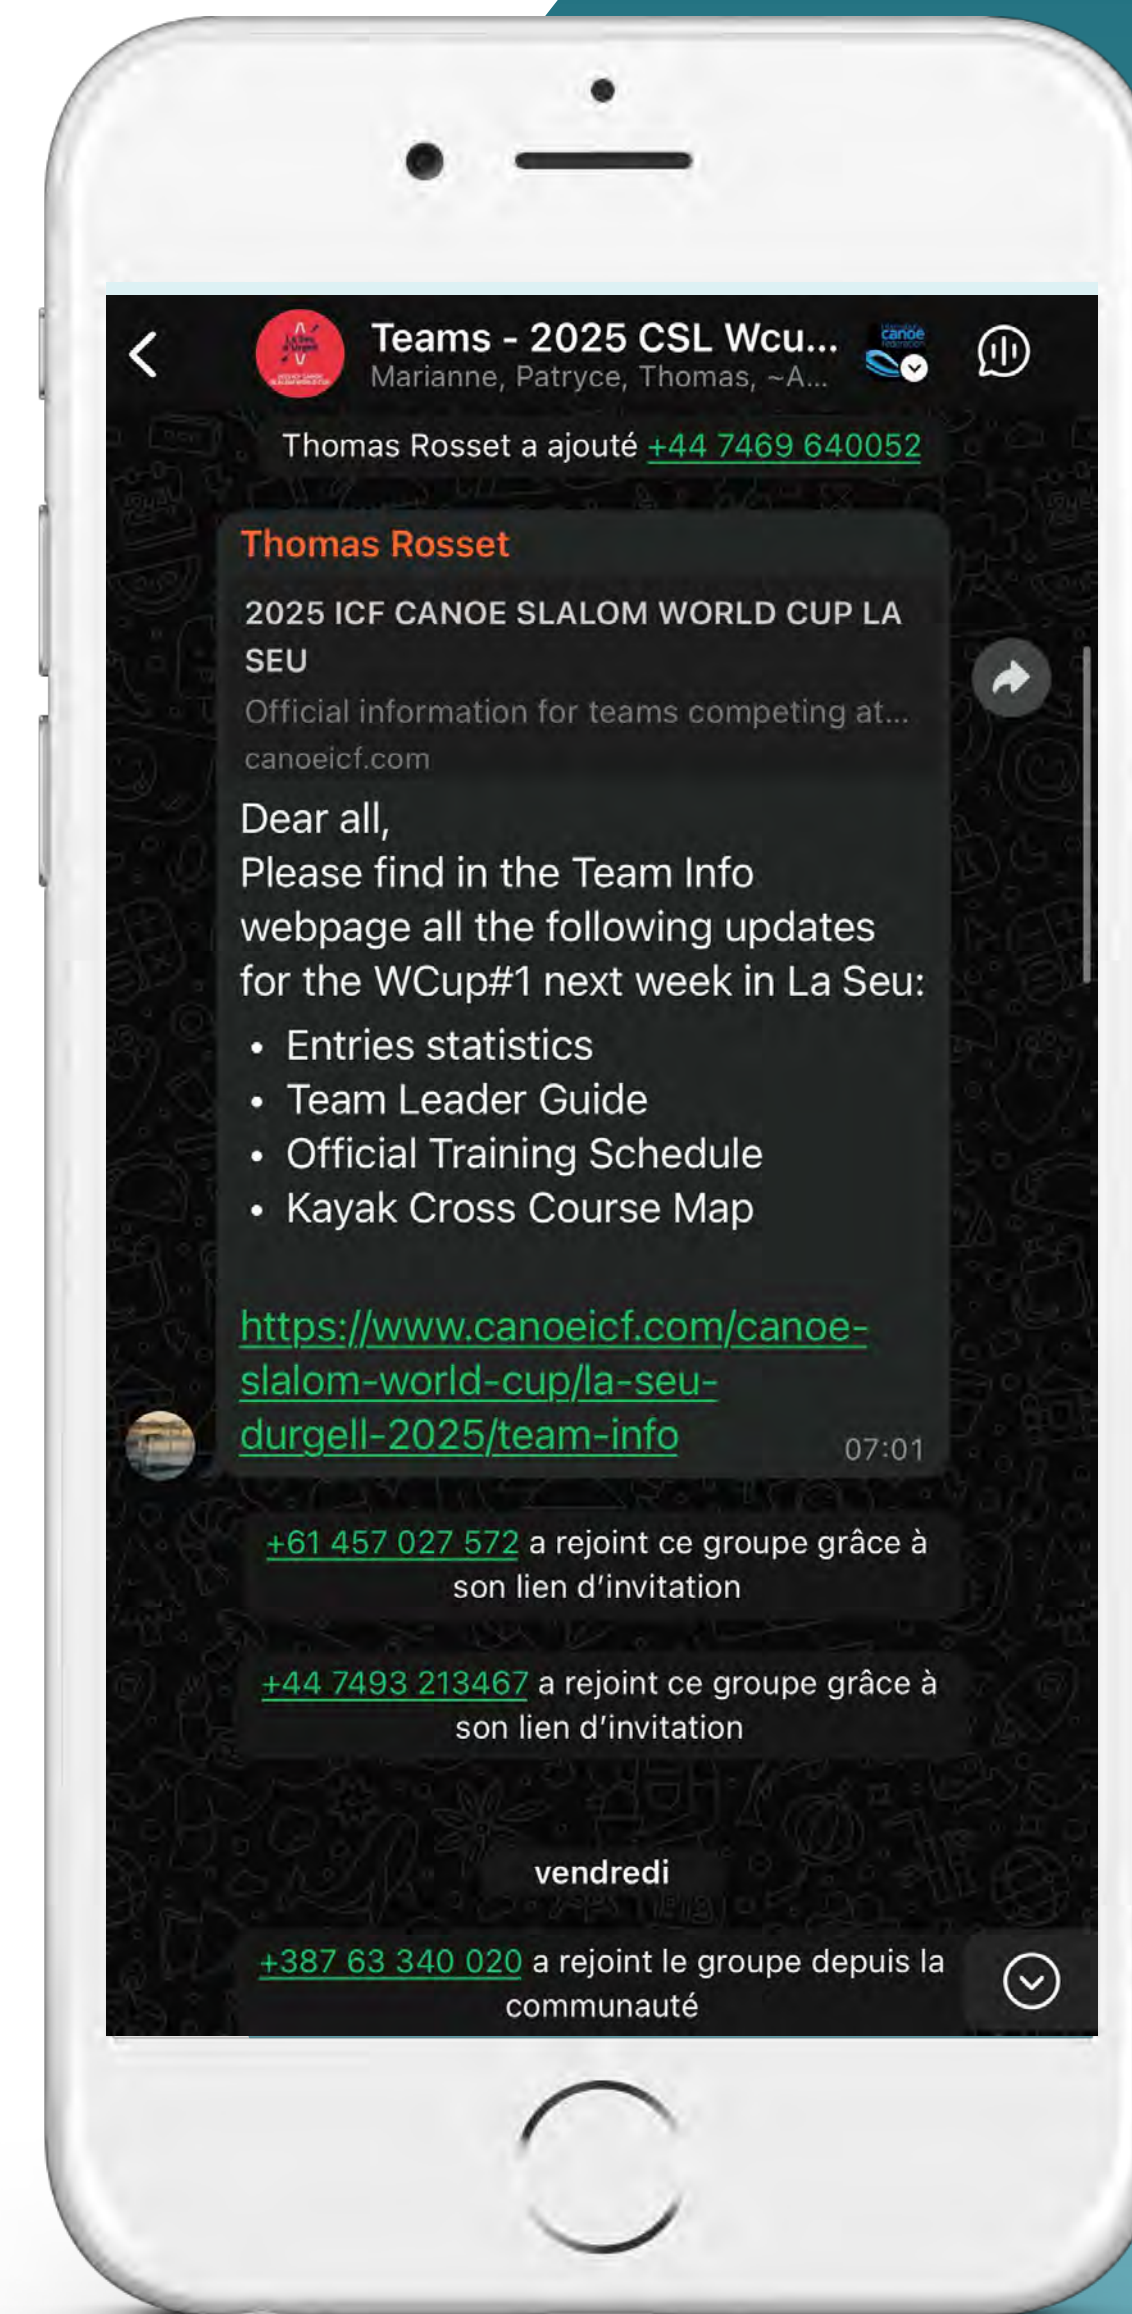 Teams - 2025 CSL Wcu...
Marianne, Patryce, Thomas, ~A...
canoe
Thomas Rosset a ajouté +44 7469 640052
Thomas Rosset
2025 ICF CANOE SLALOM WORLD CUP LA
SEU
Official information for teams competing at...
canoeicf.com
Dear all,
Please find in the Team Info
webpage all the following updates
for the WCup#1 next week in La Seu:
• Entries statistics
• Team Leader Guide
• Official Training Schedule
• Kayak Cross Course Map
https://www.canoeicf.com/canoe-
slalom-world-cup/la-seu-
durgell-2025/team-info
07:01
+61 457 027 572 a rejoint ce groupe grâce à
son lien d’invitation
+44 7493 213467 a rejoint ce groupe grâce à
son lien d’invitation
vendredi
+387 63 340 020 a rejoint le groupe depuis la
communauté